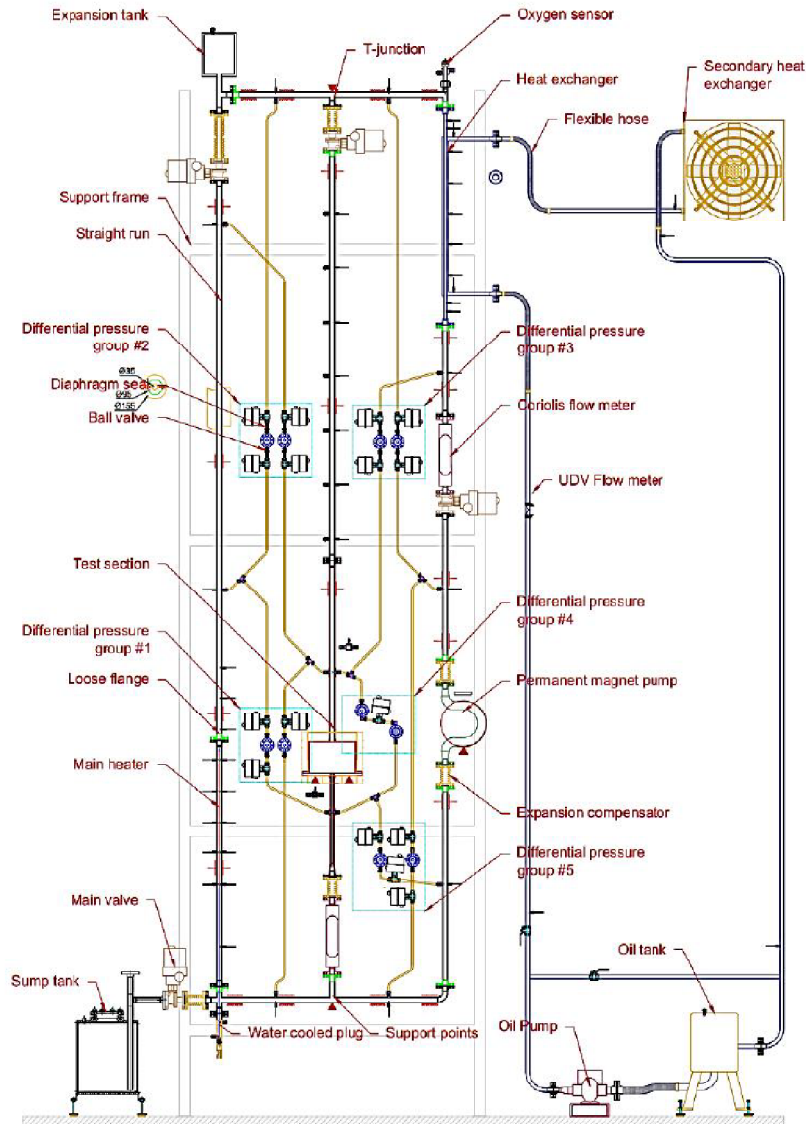 Expansion tank
Oxygen sensor
T-junction
Heat exchanger
Secondary heat
exchanger
Flexible hose
Support frame
Straight run
Differential pressure
group #2
Differential pressure
group #3
Diaphragm seal
Ø95
Ø155
Ball valve
Coriolis flow meter
UDV Flow meter
Test section
Differential pressure
group #4
Differential pressure
group #1
Loose flange
Permanent magnet pump
Main heater
Expansion compensator
Differential pressure
group #5
Main valve
Oil tank
Sump tank
Water cooled plug
Support points
Oil Pump